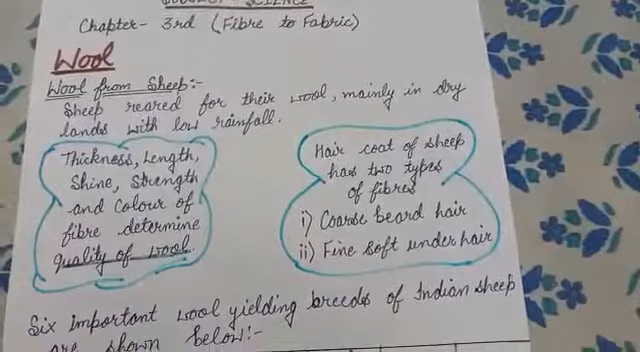 SUBJECT - SCIENCE
Chapter- 3rd (Fibre to Fabric)
Wool
Wool from Sheep:-
Sheep reared for their wool, mainly in dry
lands with low rainfall.
Thickness, Length,
Shine, Strength
and Colour of
fibre determine
quality of wool
Hair coat of sheep
has two types
of fibres
i) Coarse beard hair
ii) Fine soft under hair
Six important wool yielding breeds of Indian sheep
are shown below:-